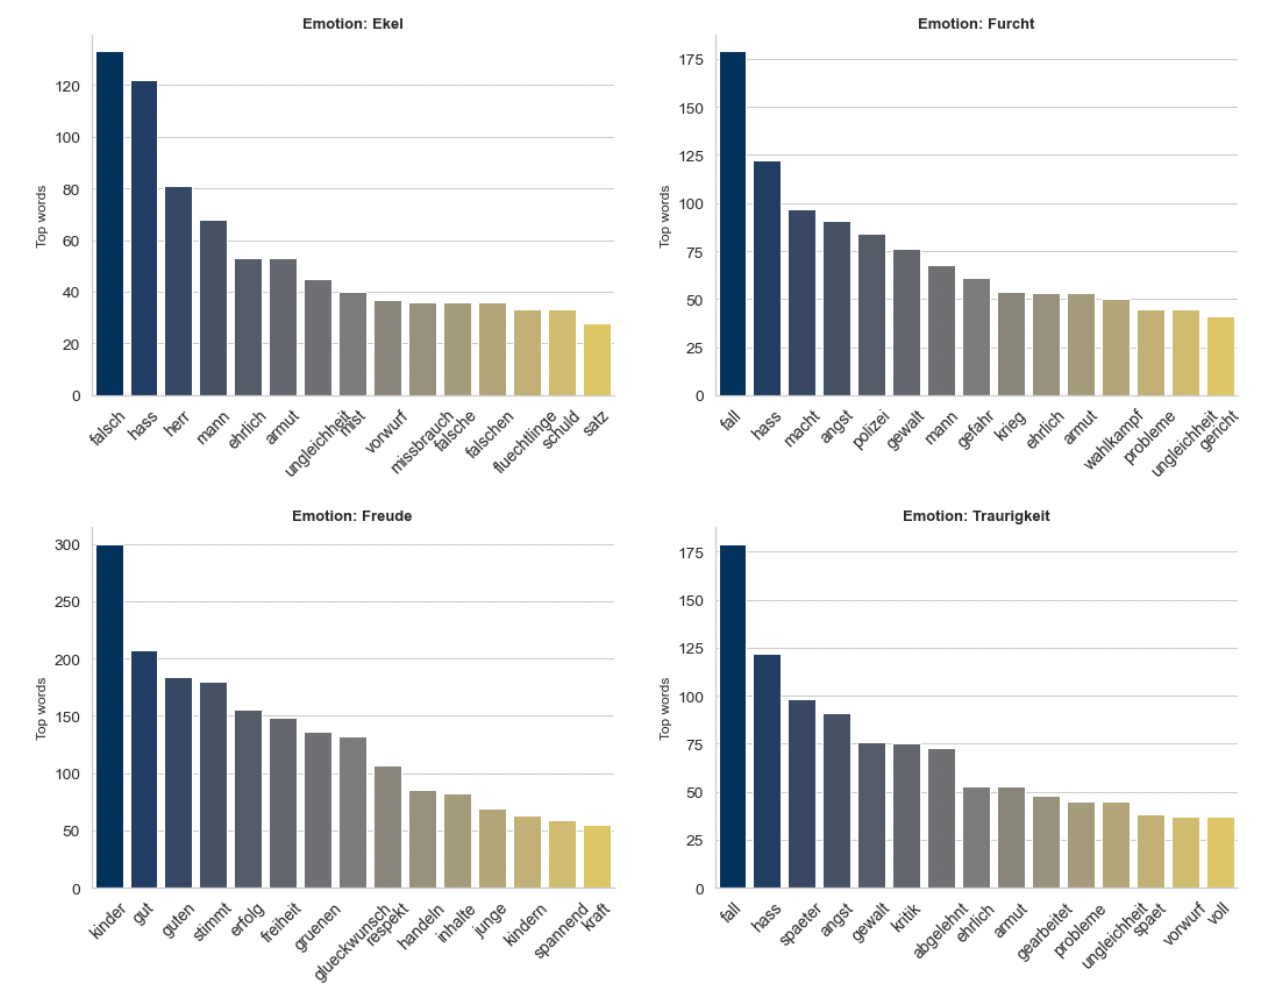 Emotion: Ekel
Top words
120
100
80
60
40
20
0
falsch hass herr mann ehrlich armut ungleichheit mist vorwurf missbrauch falsche falschen fluechtlinge schuld satz
Emotion: Furcht
Top words
175
150
125
100
75
50
25
0
fall hass macht angst polizei gewalt mann gefahr krieg ehrlich armut wahlkampf probleme ungleichheit gericht
Emotion: Freude
Top words
300
250
200
150
100
50
0
kinder gut guten stimmt erfolg freiheit gruenen glueckwunsch respekt handeln inhalte junge kindern spannend kraft
Emotion: Traurigkeit
Top words
175
150
125
100
75
50
25
0
fall hass spaeter angst gewalt kritik abgelehnt ehrlich armut gearbeitet probleme ungleichheit spaet vorwurf voll